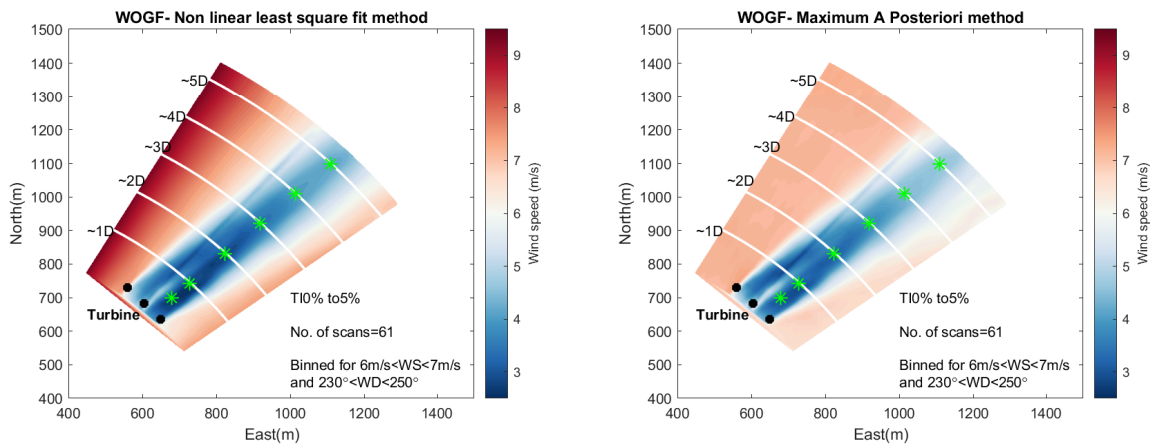 WOGF- Non linear least square fit method
1500
1400
1300
1200
1100
1000
900
800
700
600
500
400
North(m)
~5D
~4D
~3D
~2D
~1D
Turbine
TI0% to5%
No. of scans=61
Binned for 6m/s<WS<7m/s
and 230°<WD<250°
400 600 800 1000 1200 1400
East(m)
9
8
7
6
5
4
3
Wind speed (m/s)
WOGF- Maximum A Posteriori method
1500
1400
1300
1200
1100
1000
900
800
700
600
500
400
North(m)
~5D
~4D
~3D
~2D
~1D
Turbine
TI0% to5%
No. of scans=61
Binned for 6m/s<WS<7m/s
and 230°<WD<250°
400 600 800 1000 1200 1400
East(m)
9
8
7
6
5
4
3
Wind speed (m/s)